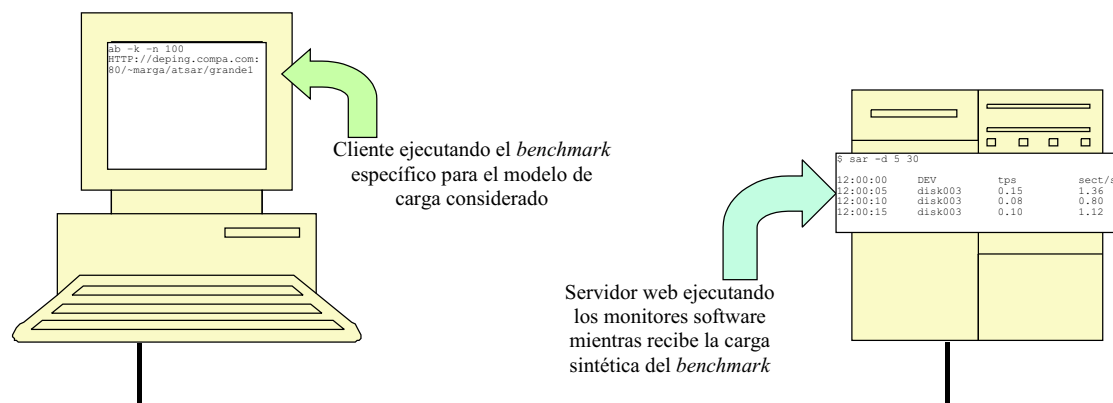 ab -k -n 100
HTTP://deping.compa.com:
80/~marga/atsar/grande1
Cliente ejecutando el benchmark
específico para el modelo de
carga considerado
$ sar -d 5 30
12:00:00 DEV tps sect/s
12:00:05 disk003 0.15 1.36
12:00:10 disk003 0.08 0.80
12:00:15 disk003 0.10 1.12
Servidor web ejecutando
los monitores software
mientras recibe la carga
sintética del benchmark